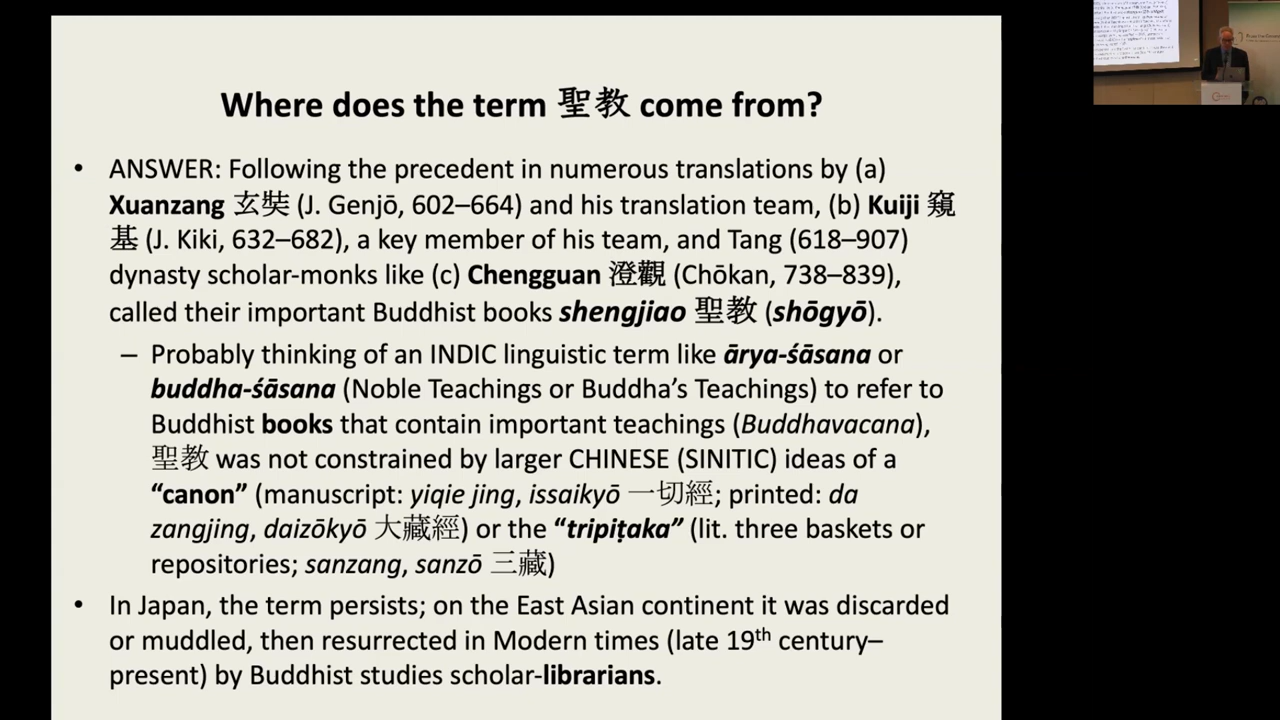 Where does the term 聖教 come from?
• ANSWER: Following the precedent in numerous translations by (a)
Xuanzang 玄奘 (J. Genjō, 602–664) and his translation team, (b) Kuiji 窺
基 (J. Kiki, 632–682), a key member of his team, and Tang (618–907)
dynasty scholar-monks like (c) Chengguan 澄觀 (Chōkan, 738–839),
called their important Buddhist books shengjiao 聖教 (shōgyō).
– Probably thinking of an INDIC linguistic term like ārya-śāsana or
buddha-śāsana (Noble Teachings or Buddha's Teachings) to refer to
Buddhist books that contain important teachings (Buddhavacana),
聖教 was not constrained by larger CHINESE (SINITIC) ideas of a
“canon” (manuscript: yiqie jing, issaikyō 一切經; printed: da
zangjing, daizōkyō 大藏經) or the “tripiṭaka” (lit. three baskets or
repositories; sanzang, sanzō 三藏)
• In Japan, the term persists; on the East Asian continent it was discarded
or muddled, then resurrected in Modern times (late 19th century–
present) by Buddhist studies scholar-librarians.